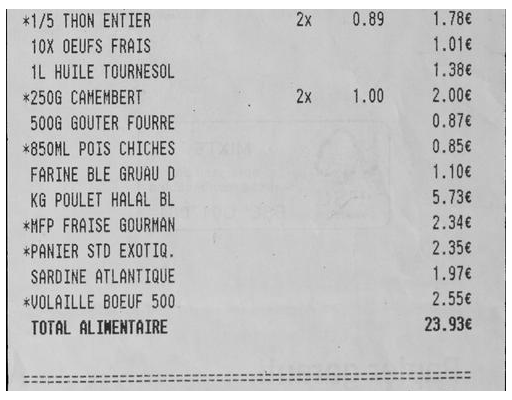 *1/5 THON ENTIER 2x 0.89 1.78€
10X OEUFS FRAIS 1.01€
1L HUILE TOURNESOL 1.38€
*250G CAMEMBERT 2x 1.00 2.00€
500G GOUTER FOURRE 0.87€
*850ML POIS CHICHES 0.85€
FARINE BLE GRUAU D 1.10€
KG POULET HALAL BL 5.73€
*MFP FRAISE GOURMAN 2.34€
*PANIER STD EXOTIQ. 2.35€
SARDINE ATLANTIQUE 1.97€
*VOLAILLE BOEUF 500 2.55€
TOTAL ALIMENTAIRE 23.93€